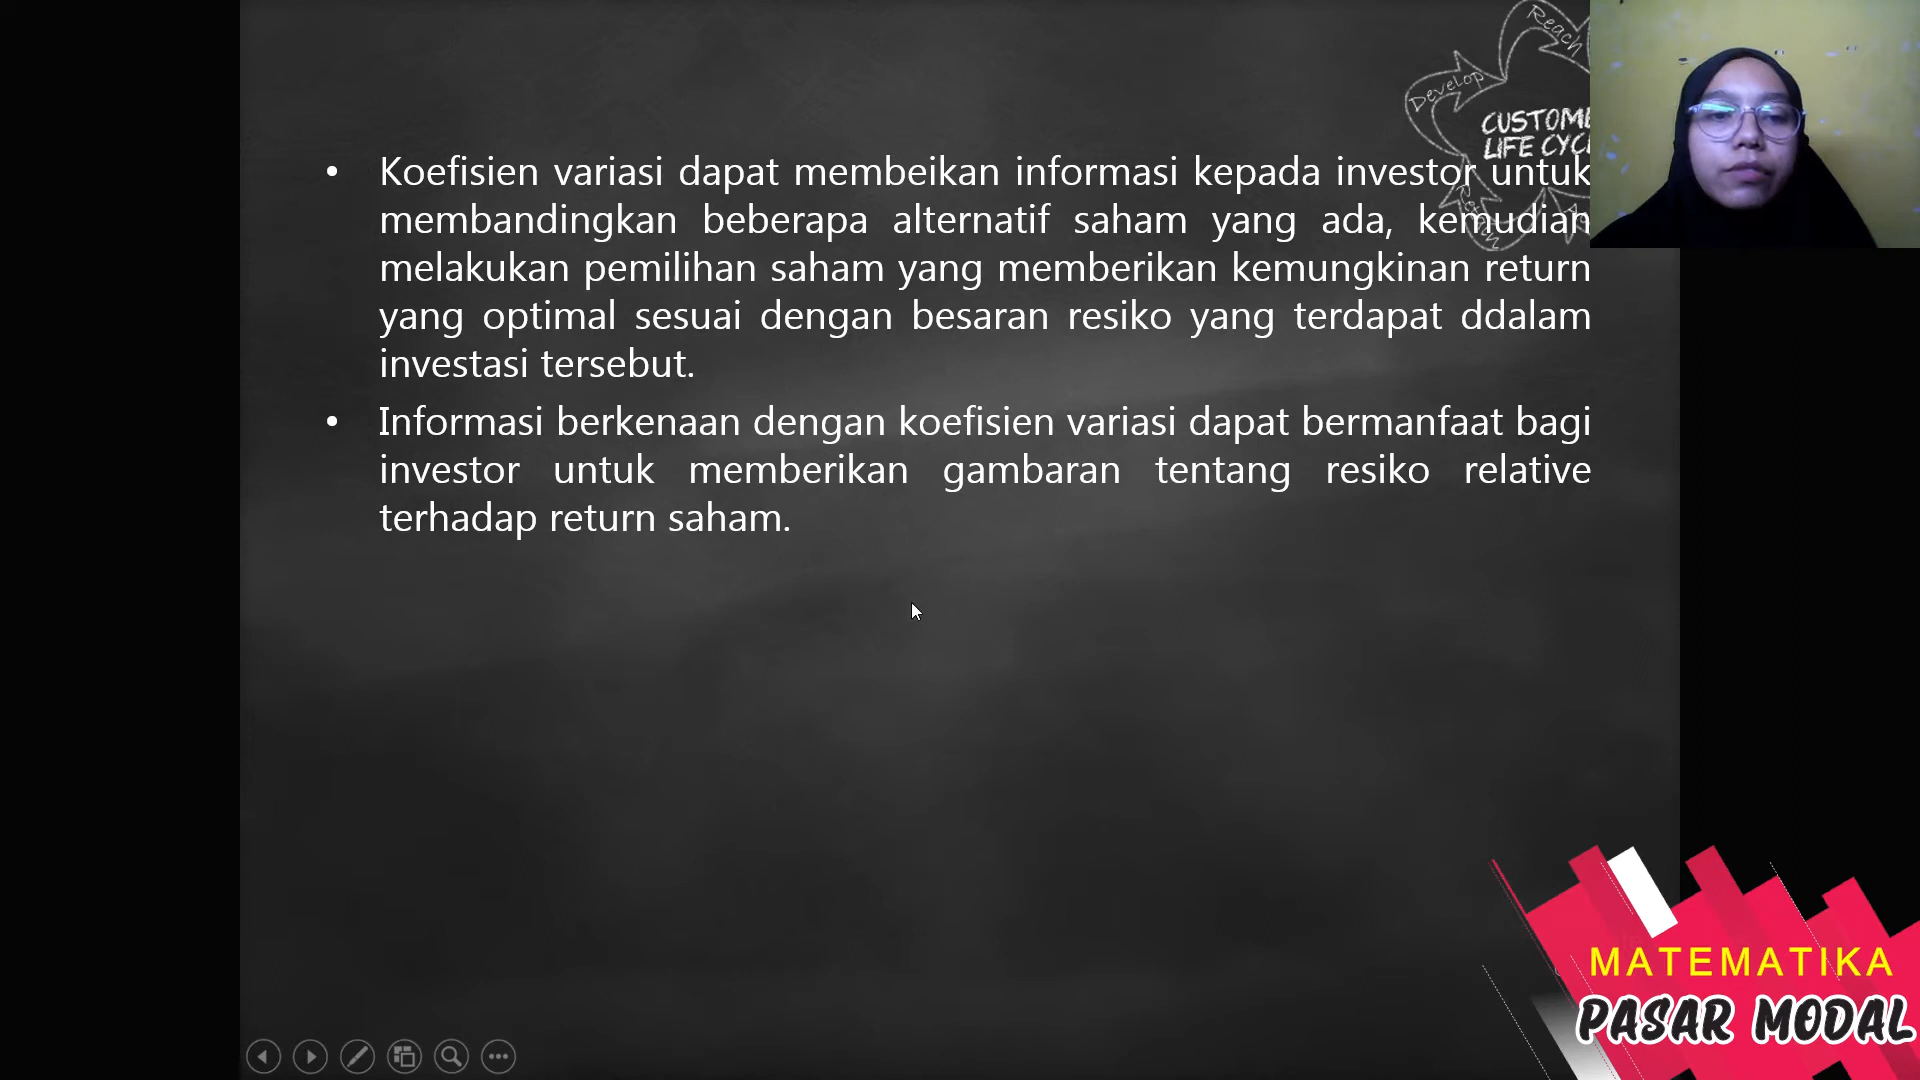 Reach
Develop
CUSTOME
LIFE CYC
• Koefisien variasi dapat membeikan informasi kepada investor untuk
membandingkan beberapa alternatif saham yang ada, kemudian
melakukan pemilihan saham yang memberikan kemungkinan return
yang optimal sesuai dengan besaran resiko yang terdapat ddalam
investasi tersebut.
• Informasi berkenaan dengan koefisien variasi dapat bermanfaat bagi
investor untuk memberikan gambaran tentang resiko relative
terhadap return saham.
MATEMATIKA
PASAR MODAL